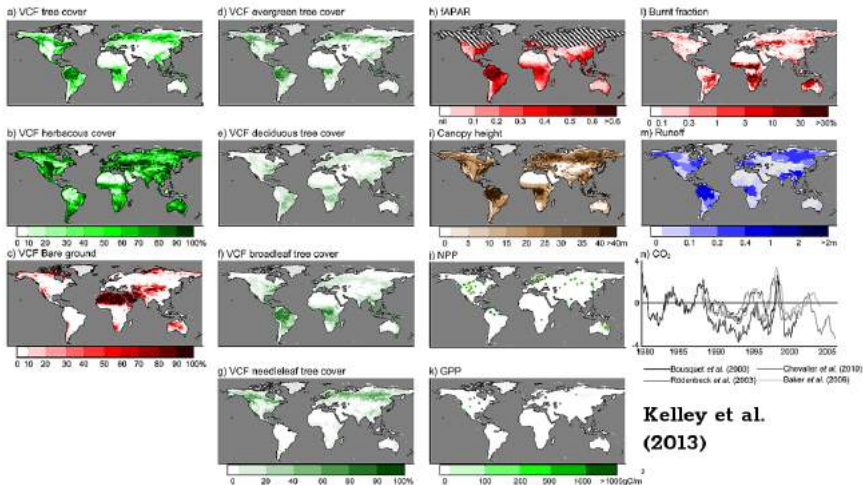 a) VCF tree cover
d) VCF evergreen tree cover
h) fAPAR
l) Burnt fraction
nil 0.1 0.2 0.3 0.4 0.5 0.6 >0.6
0 0.1 0.3 1 3 10 30 >30%
b) VCF herbacous cover
e) VCF deciduous tree cover
i) Canopy height
m) Runoff
0 10 20 40 60 80 90 100%
0 5 10 15 20 25 30 35 40 >40m
0 0.1 0.2 0.4 1 2 >2m
c) VCF Bare ground
f) VCF broadleaf tree cover
j) NPP
n) CO₂
4
0
-4
1980 1985 1990 1995 2000 2005
0 10 20 30 40 50 60 80 90 100%
g) VCF needleleaf tree cover
k) GPP
Bousquet et al. (2000)
Chevalier et al. (2010)
Rödenbeck et al. (2003)
Baker et al. (2006)
Kelley et al.
(2013)
0 20 40 60 80 100%
0 100 200 500 1000 >1000gC/m
2